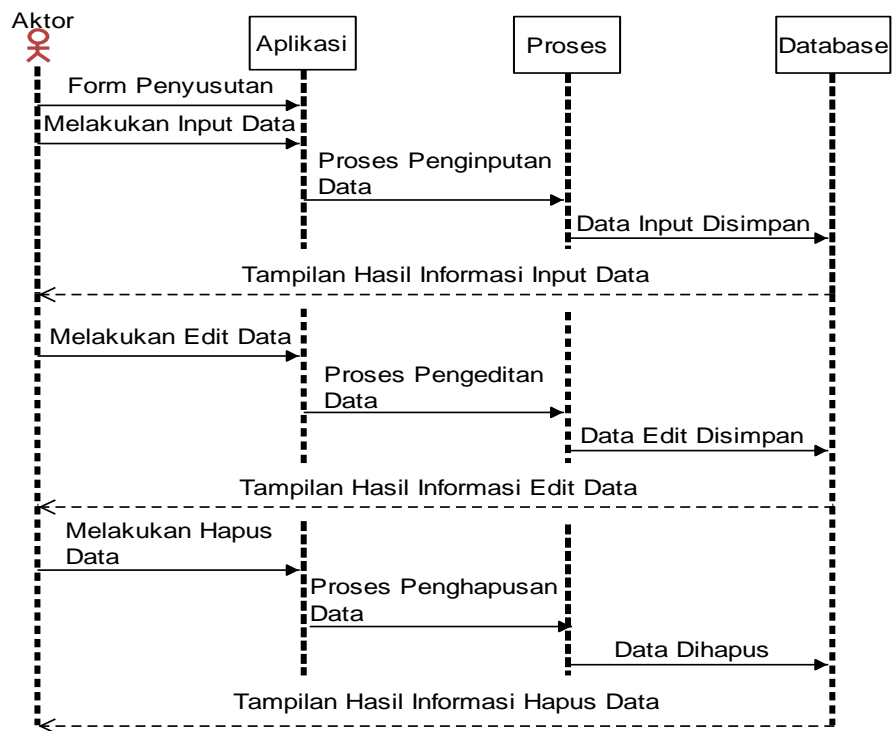 Aktor
Aplikasi
Proses
Database
Form Penyusutan
Melakukan Input Data
Proses Penginputan
Data
Data Input Disimpan
Tampilan Hasil Informasi Input Data
Melakukan Edit Data
Proses Pengeditan
Data
Data Edit Disimpan
Tampilan Hasil Informasi Edit Data
Melakukan Hapus
Data
Proses Penghapusan
Data
Data Dihapus
Tampilan Hasil Informasi Hapus Data